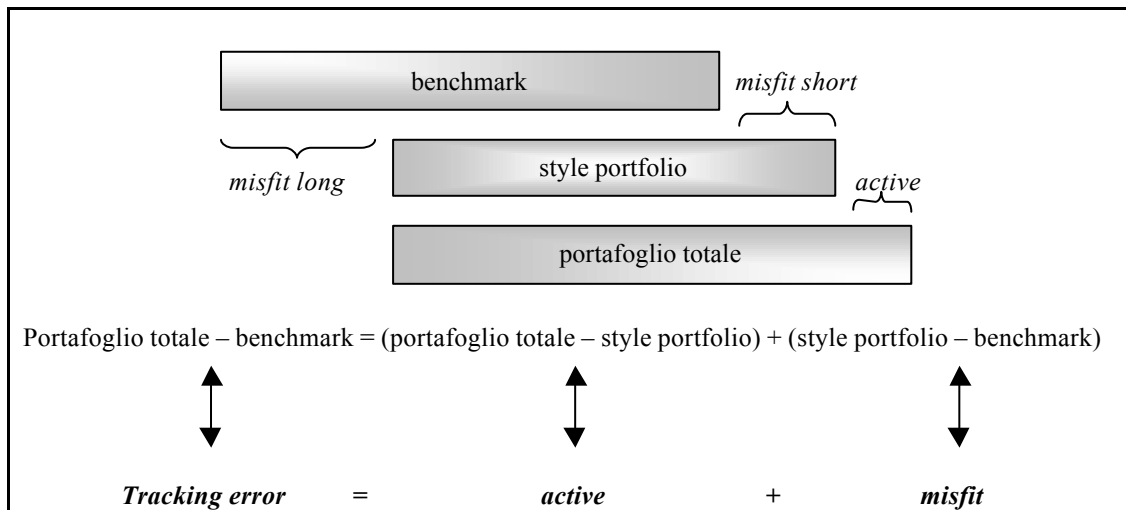 benchmark
misfit short
misfit long
style portfolio
active
portafoglio totale
Portafoglio totale – benchmark = (portafoglio totale – style portfolio) + (style portfolio – benchmark)
Tracking error = active + misfit